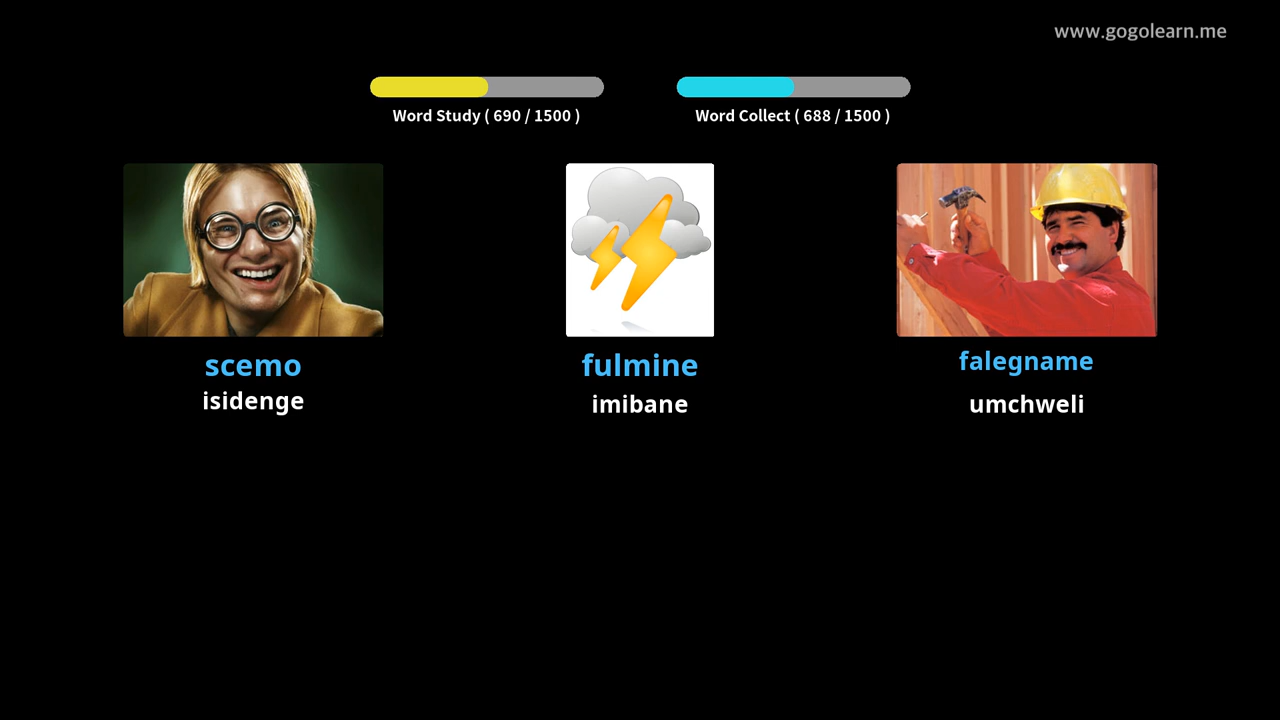 www.gogolearn.me
Word Study ( 690 / 1500 )
Word Collect ( 688 / 1500 )
scemo
isidenge
fulmine
imibane
falegname
umchweli